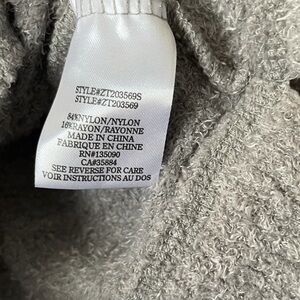 STYLE#ZT203569S
STYLE#ZT203569
84%NYLON/NYLON
16%RAYON/RAYONNE
MADE IN CHINA
FABRIQUE EN CHINE
RN#135090
CA#35884
SEE REVERSE FOR CARE
VOIR INSTRUCTIONS AU DOS